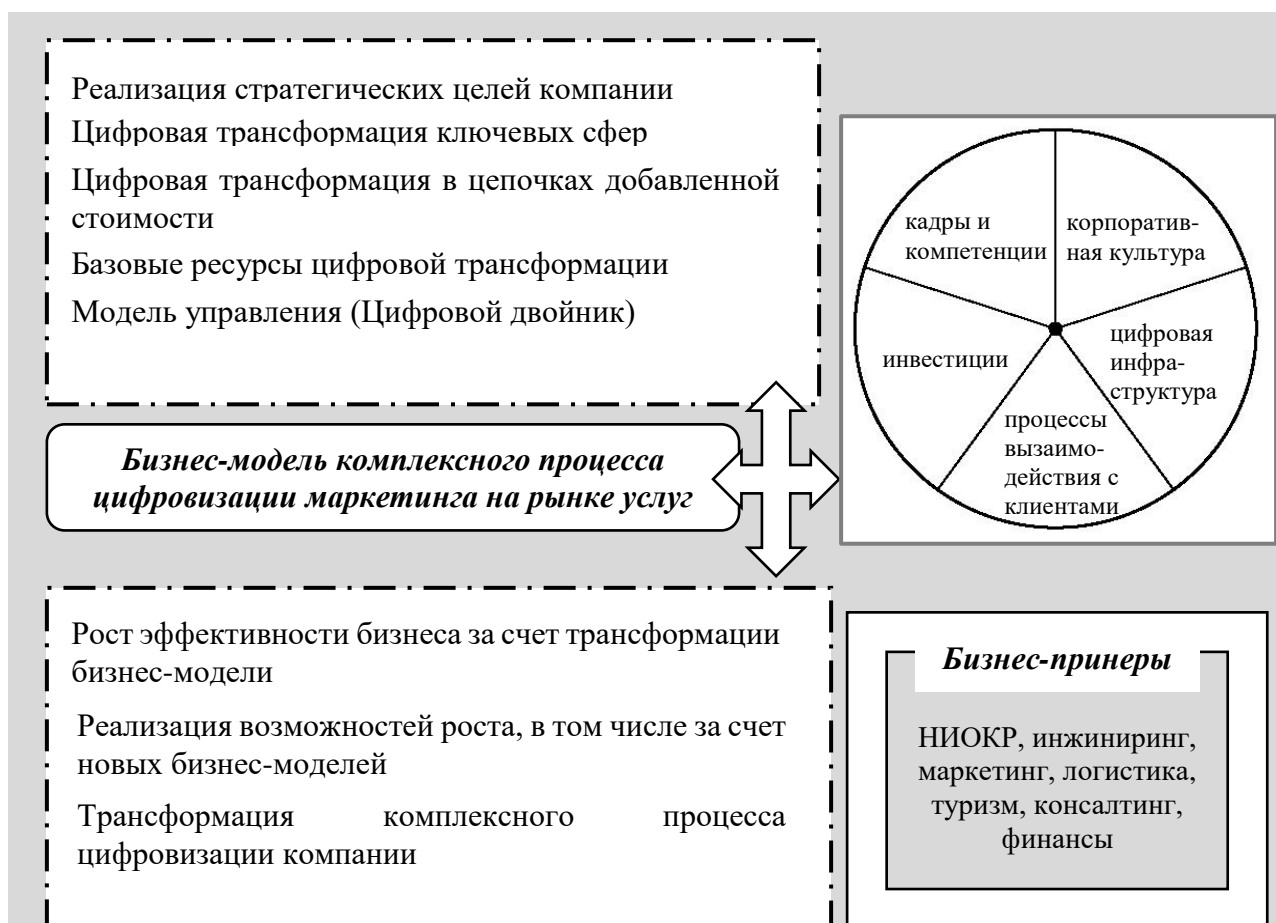 Реализация стратегических целей компании
Цифровая трансформация ключевых сфер
Цифровая трансформация в цепочках добавленной
стоимости
Базовые ресурсы цифровой трансформации
Модель управления (Цифровой двойник)
кадры и
компетенции
корпоратив-
ная культура
инвестиции
цифровая
инфра-
структура
процессы
вызаимо-
действия с
клиентами
Бизнес-модель комплексного процесса
цифровизации маркетинга на рынке услуг
Рост эффективности бизнеса за счет трансформации
бизнес-модели
Реализация возможностей роста, в том числе за счет
новых бизнес-моделей
Трансформация комплексного процесса
цифровизации компании
Бизнес-принеры
НИОКР, инжиниринг,
маркетинг, логистика,
туризм, консалтинг,
финансы